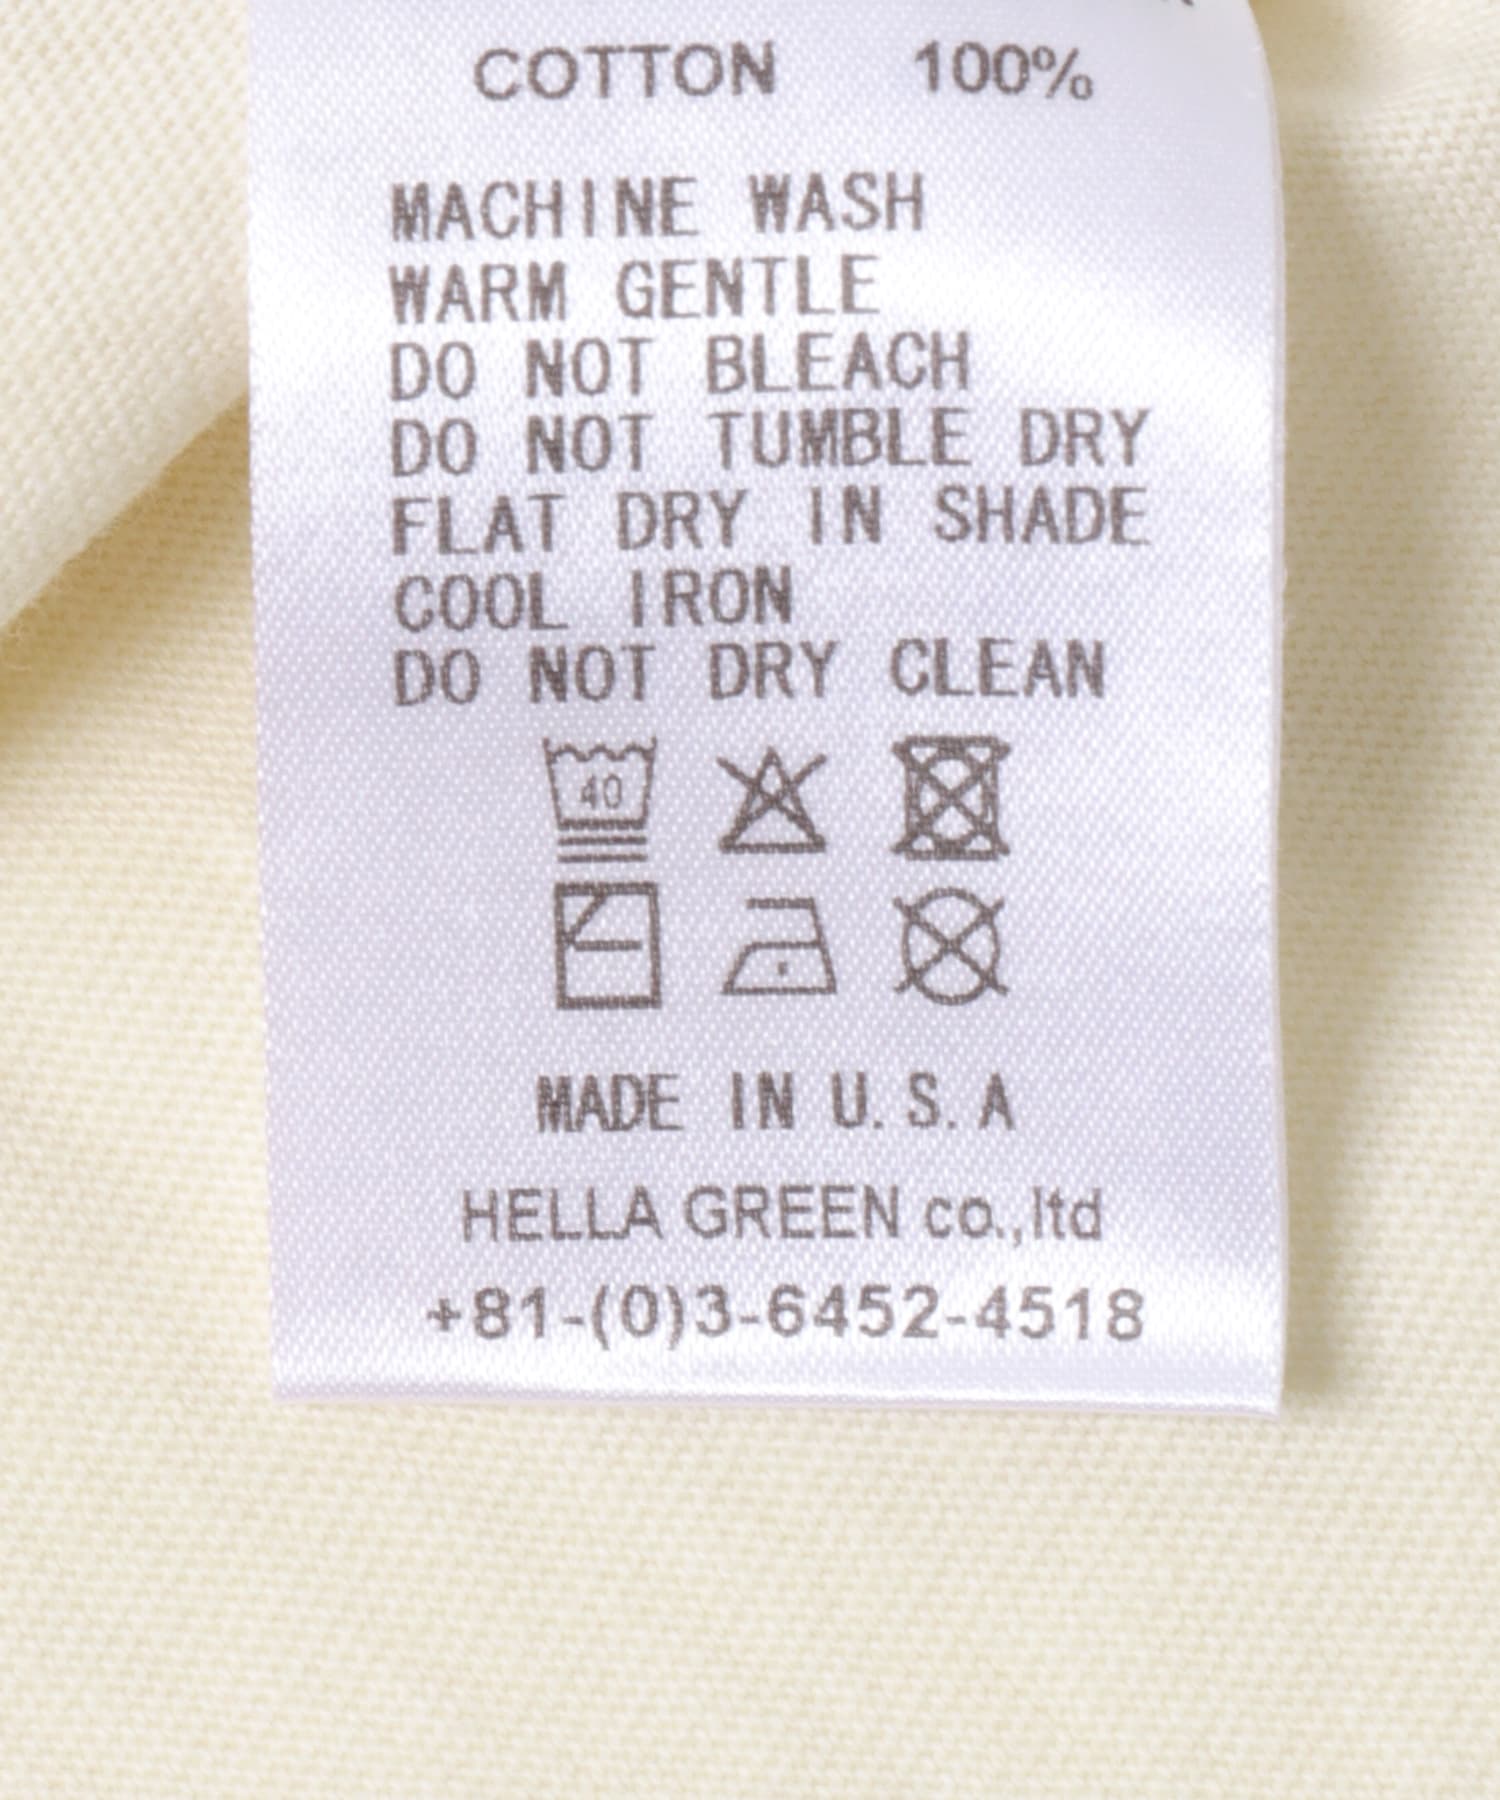 COTTON 100%
MACHINE WASH
WARM GENTLE
DO NOT BLEACH
DO NOT TUMBLE DRY
FLAT DRY IN SHADE
COOL IRON
DO NOT DRY CLEAN
40
MADE IN U.S.A
HELLA GREEN co.,ltd
+81-(0)3-6452-4518